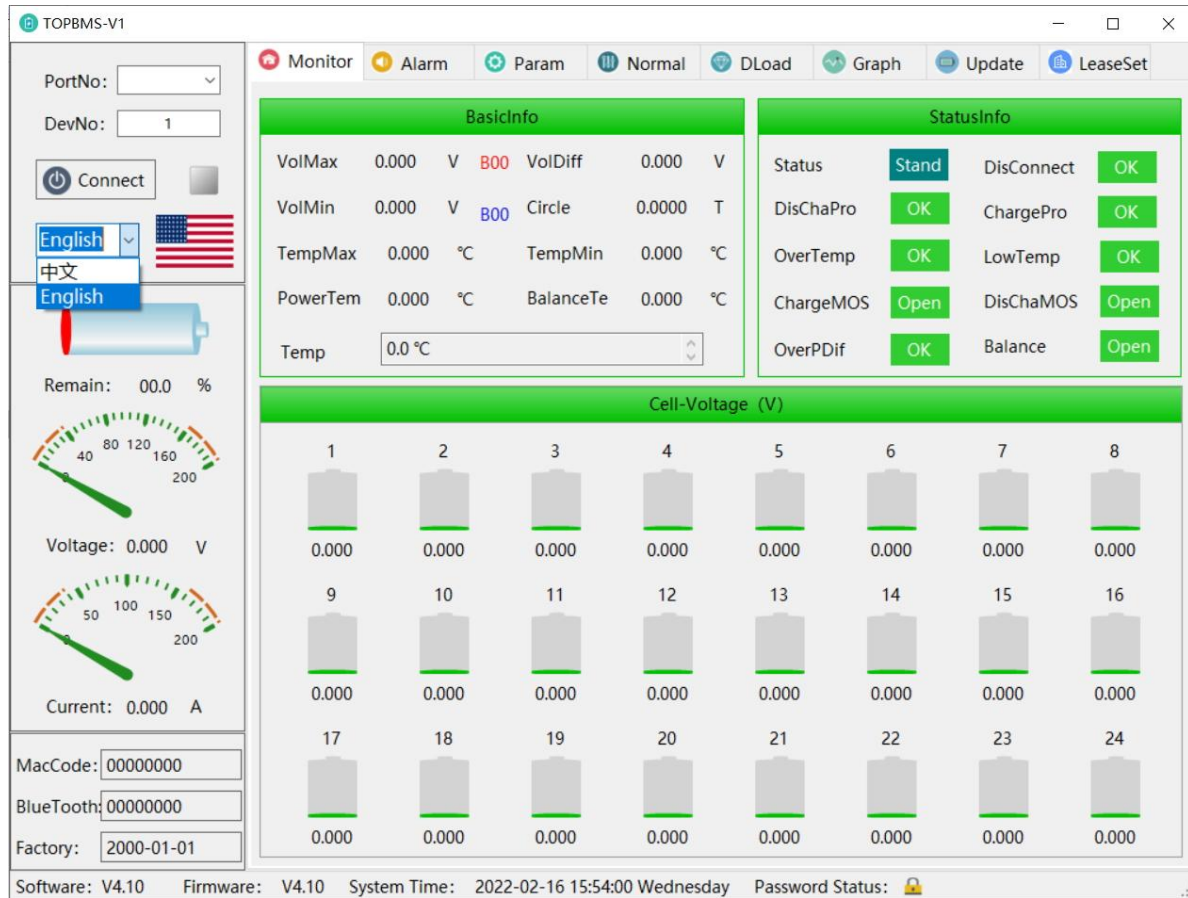 TOPBMS-V1
PortNo:
DevNo: 1
Connect
English
中文
English
Remain: 00.0 %
40 80 120 160 200
Voltage: 0.000 V
0 50 100 150 200
Current: 0.000 A
MacCode: 00000000
BlueTooth: 00000000
Factory: 2000-01-01
Monitor Alarm Param Normal DLoad Graph Update LeaseSet
BasicInfo
VolMax 0.000 V B00 VolDiff 0.000 V
VolMin 0.000 V B00 Circle 0.0000 T
TempMax 0.000 ℃ TempMin 0.000 ℃
PowerTem 0.000 ℃ BalanceTe 0.000 ℃
Temp 0.0 ℃
StatusInfo
Status Stand DisConnect OK
DisChaPro OK ChargePro OK
OverTemp OK LowTemp OK
ChargeMOS Open DisChaMOS Open
OverPDif OK Balance Open
Cell-Voltage (V)
1 2 3 4 5 6 7 8
0.000 0.000 0.000 0.000 0.000 0.000 0.000 0.000
9 10 11 12 13 14 15 16
0.000 0.000 0.000 0.000 0.000 0.000 0.000 0.000
17 18 19 20 21 22 23 24
0.000 0.000 0.000 0.000 0.000 0.000 0.000 0.000
Software: V4.10 Firmware: V4.10 System Time: 2022-02-16 15:54:00 Wednesday Password Status: